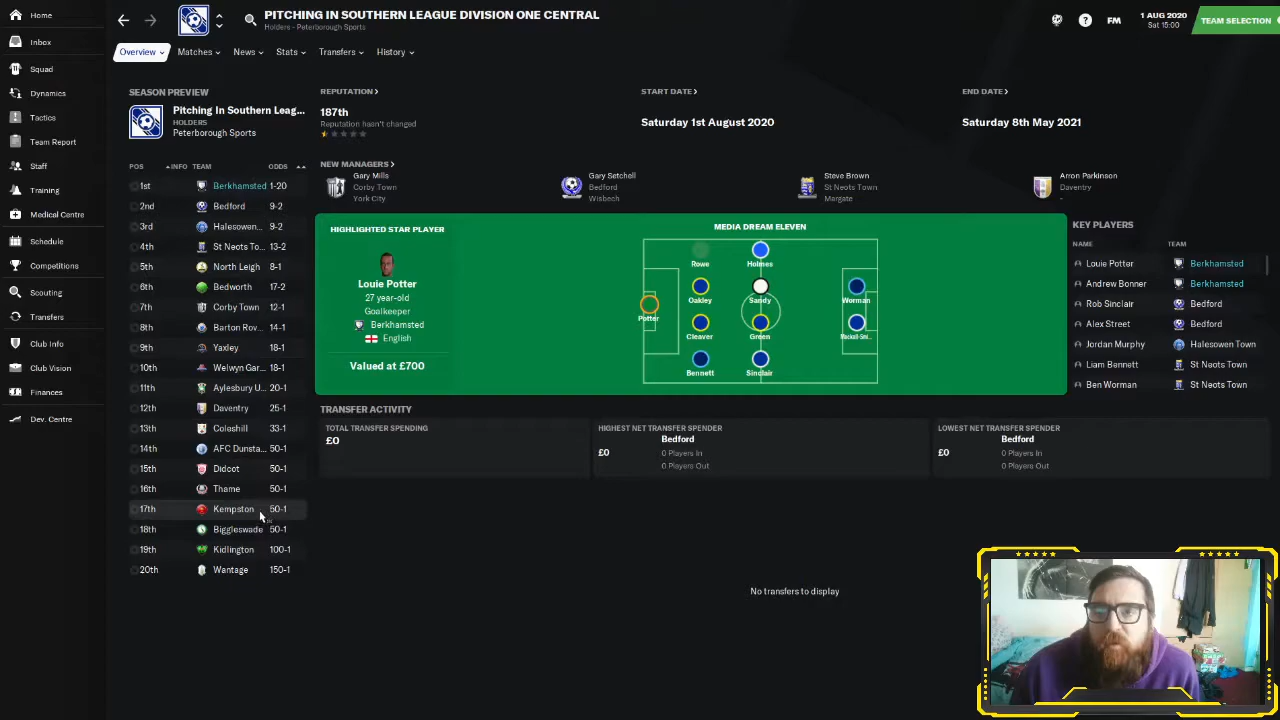 Home
Inbox
Squad
Dynamics
Tactics
Team Report
Staff
Training
Medical Centre
Schedule
Competitions
Scouting
Transfers
Club Info
Club Vision
Finances
Dev. Centre
PITCHING IN SOUTHERN LEAGUE DIVISION ONE CENTRAL
Holders - Peterborough Sports
FM
1 AUG 2020
Sat 15:00
TEAM SELECTION
Overview
Matches
News
Stats
Transfers
History
SEASON PREVIEW
Pitching In Southern Leag...
HOLDERS
Peterborough Sports
REPUTATION
187th
Reputation hasn't changed
START DATE
Saturday 1st August 2020
END DATE
Saturday 8th May 2021
NEW MANAGERS
Gary Mills
Corby Town
York City
Gary Setchell
Bedford
Wisbech
Steve Brown
St Neots Town
Margate
Arron Parkinson
Daventry
-
POS INFO TEAM ODDS
1st Berkhamsted 1-20
2nd Bedford 9-2
3rd Halesowen... 9-2
4th St Neots To... 13-2
5th North Leigh 8-1
6th Bedworth 17-2
7th Corby Town 12-1
8th Barton Rov... 14-1
9th Yaxley 18-1
10th Welwyn Gar... 18-1
11th Aylesbury U... 20-1
12th Daventry 25-1
13th Coleshill 33-1
14th AFC Dunsta... 50-1
15th Didcot 50-1
16th Thame 50-1
17th Kempston 50-1
18th Biggleswade 50-1
19th Kidlington 100-1
20th Wantage 150-1
HIGHLIGHTED STAR PLAYER
Louie Potter
27 year-old
Goalkeeper
Berkhamsted
English
Valued at £700
MEDIA DREAM ELEVEN
Rowe
Holmes
Oakley
Sandy
Worman
Potter
Cleaver
Green
Bennett
Sinclair
KEY PLAYERS
NAME TEAM
Louie Potter Berkhamsted
Andrew Bonner Berkhamsted
Rob Sinclair Bedford
Alex Street Bedford
Jordan Murphy Halesowen Town
Liam Bennett St Neots Town
Ben Worman St Neots Town
TRANSFER ACTIVITY
TOTAL TRANSFER SPENDING
£0
HIGHEST NET TRANSFER SPENDER
Bedford
£0
0 Players In
0 Players Out
LOWEST NET TRANSFER SPENDER
Bedford
£0
0 Players In
0 Players Out
No transfers to display